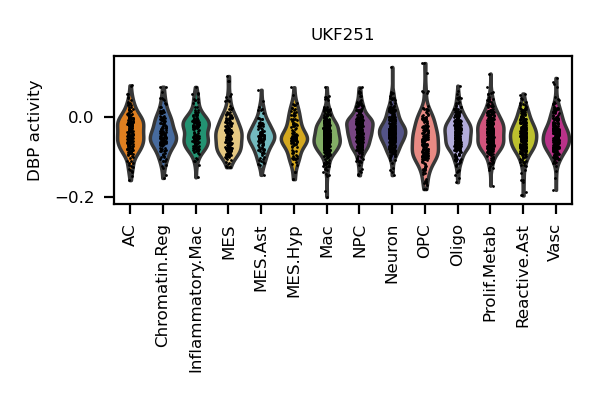 UKF251
DBP activity
0.0
−0.2
AC
Chromatin.Reg
Inflammatory.Mac
MES
MES.Ast
MES.Hyp
Mac
NPC
Neuron
OPC
Oligo
Prolif.Metab
Reactive.Ast
Vasc